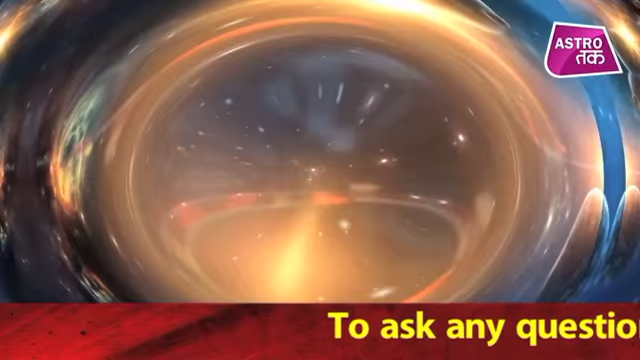 ASTRO
तक
To ask any questio